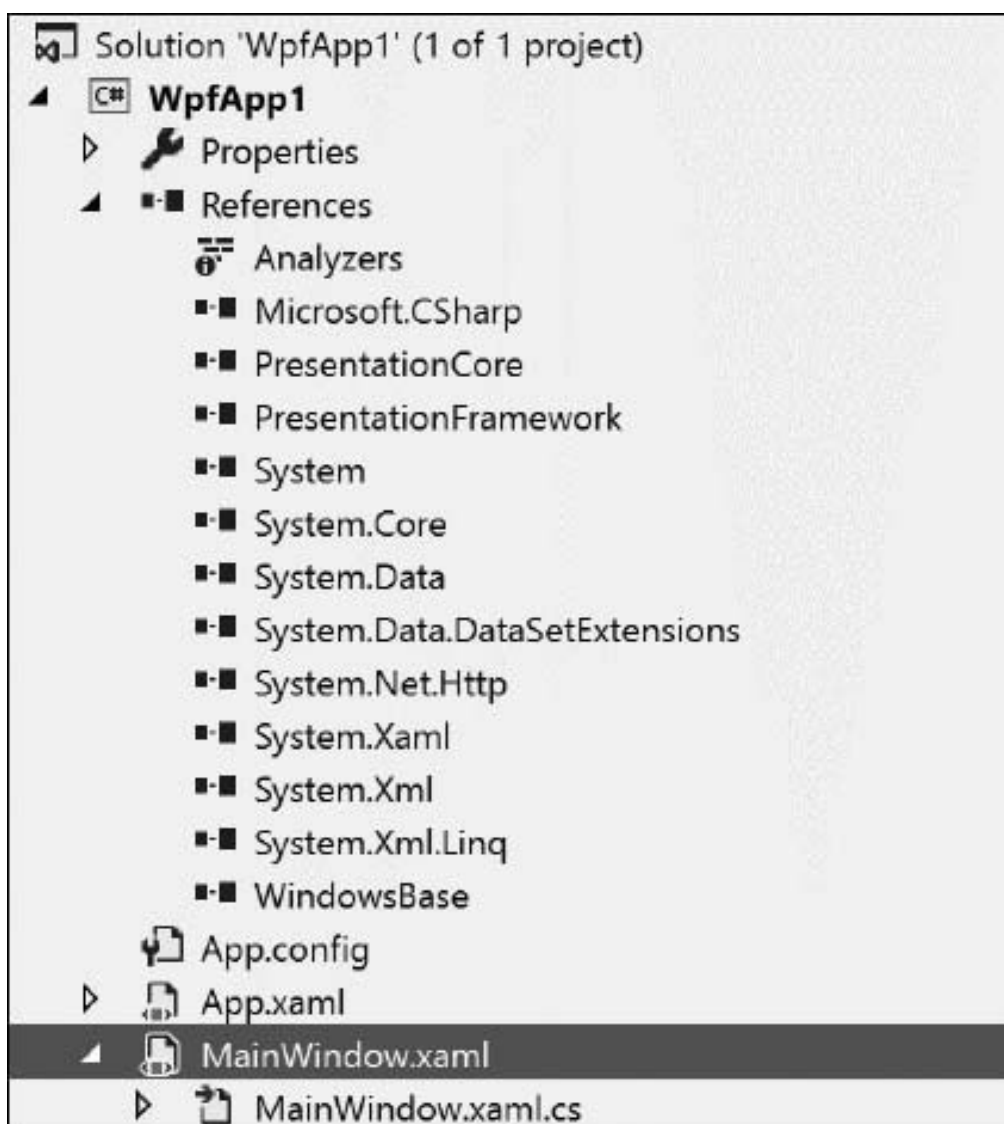 Solution 'WpfApp1' (1 of 1 project)
C# WpfApp1
Properties
References
Analyzers
Microsoft.CSharp
PresentationCore
PresentationFramework
System
System.Core
System.Data
System.Data.DataSetExtensions
System.Net.Http
System.Xaml
System.Xml
System.Xml.Linq
WindowsBase
App.config
App.xaml
MainWindow.xaml
MainWindow.xaml.cs